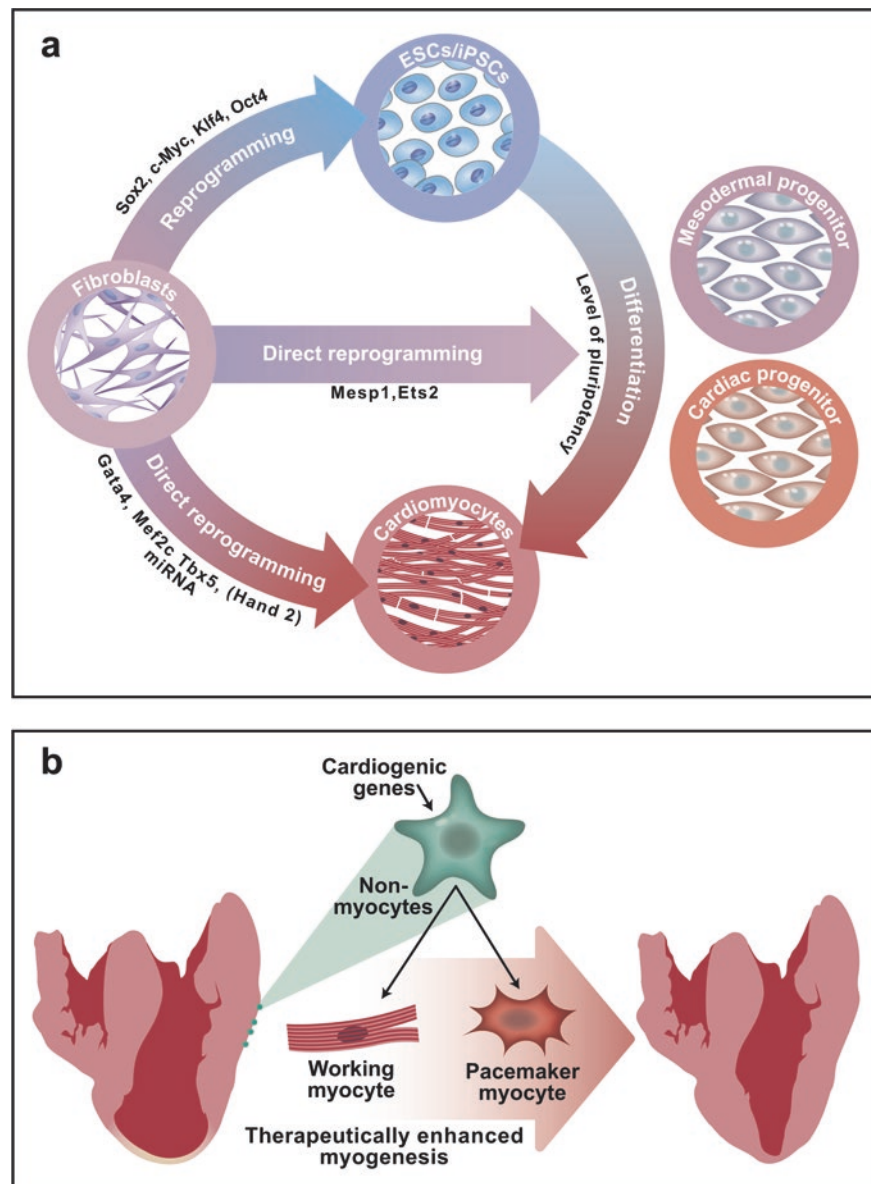 a
ESCs/iPSCs
Sox2, c-Myc, Klf4, Oct4
Reprogramming
Mesodermal progenitor
Fibroblasts
Differentiation
Level of pluripotency
Direct reprogramming
Mesp1,Ets2
Cardiac progenitor
Direct reprogramming
Gata4, Mef2c Tbx5, (Hand 2)
miRNA
Cardiomyocytes
b
Cardiogenic
genes
Non-
myocytes
Working
myocyte
Pacemaker
myocyte
Therapeutically enhanced
myogenesis